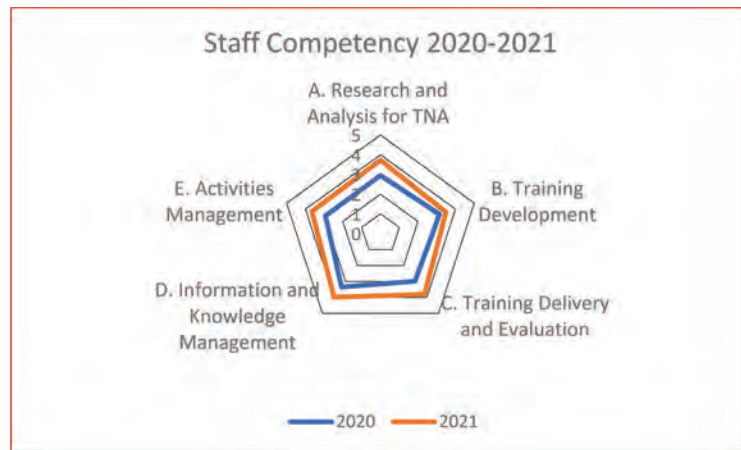 Staff Competency 2020-2021
A. Research and
Analysis for TNA
5
4
3
2
1
0
B. Training
Development
C. Training Delivery
and Evaluation
D. Information and
Knowledge
Management
E. Activities
Management
2020
2021